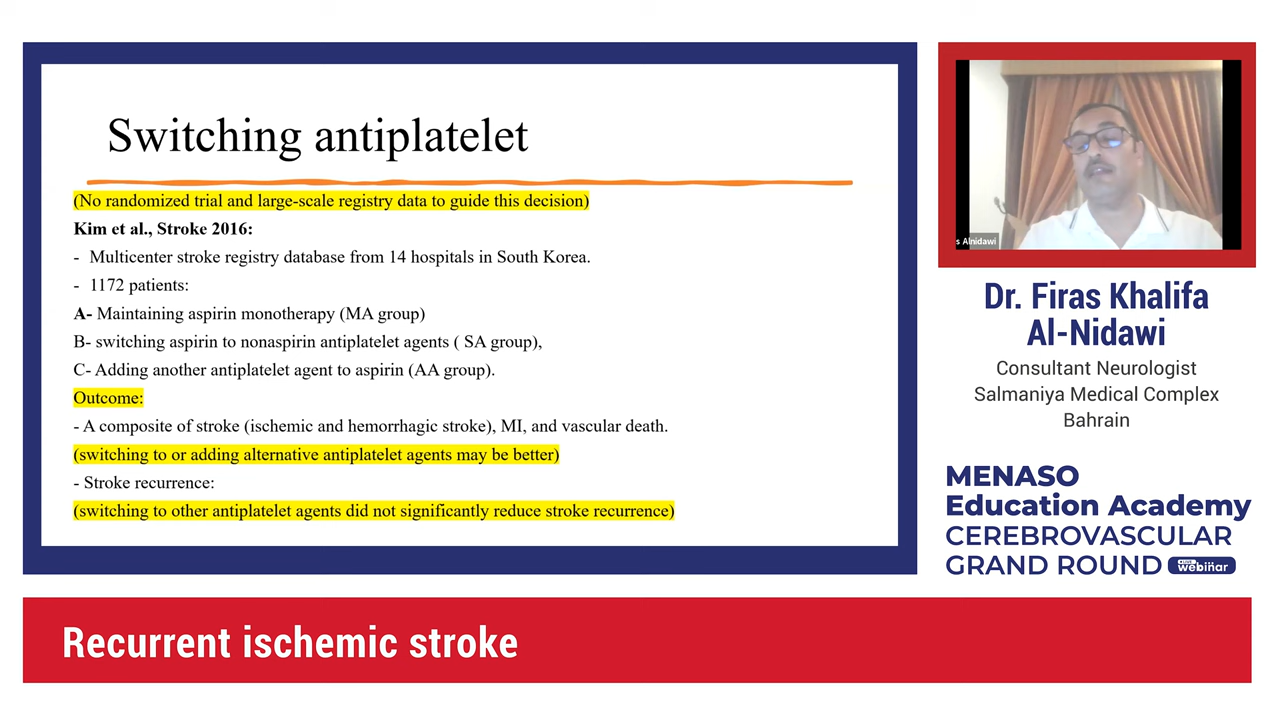 Switching antiplatelet
(No randomized trial and large-scale registry data to guide this decision)
Kim et al., Stroke 2016:
- Multicenter stroke registry database from 14 hospitals in South Korea.
- 1172 patients:
A- Maintaining aspirin monotherapy (MA group)
B- switching aspirin to nonaspirin antiplatelet agents ( SA group),
C- Adding another antiplatelet agent to aspirin (AA group).
Outcome:
- A composite of stroke (ischemic and hemorrhagic stroke), MI, and vascular death.
(switching to or adding alternative antiplatelet agents may be better)
- Stroke recurrence:
(switching to other antiplatelet agents did not significantly reduce stroke recurrence)
s Alnidawi
Dr. Firas Khalifa
Al-Nidawi
Consultant Neurologist
Salmaniya Medical Complex
Bahrain
MENASO
Education Academy
CEREBROVASCULAR
GRAND ROUND webinar
Recurrent ischemic stroke